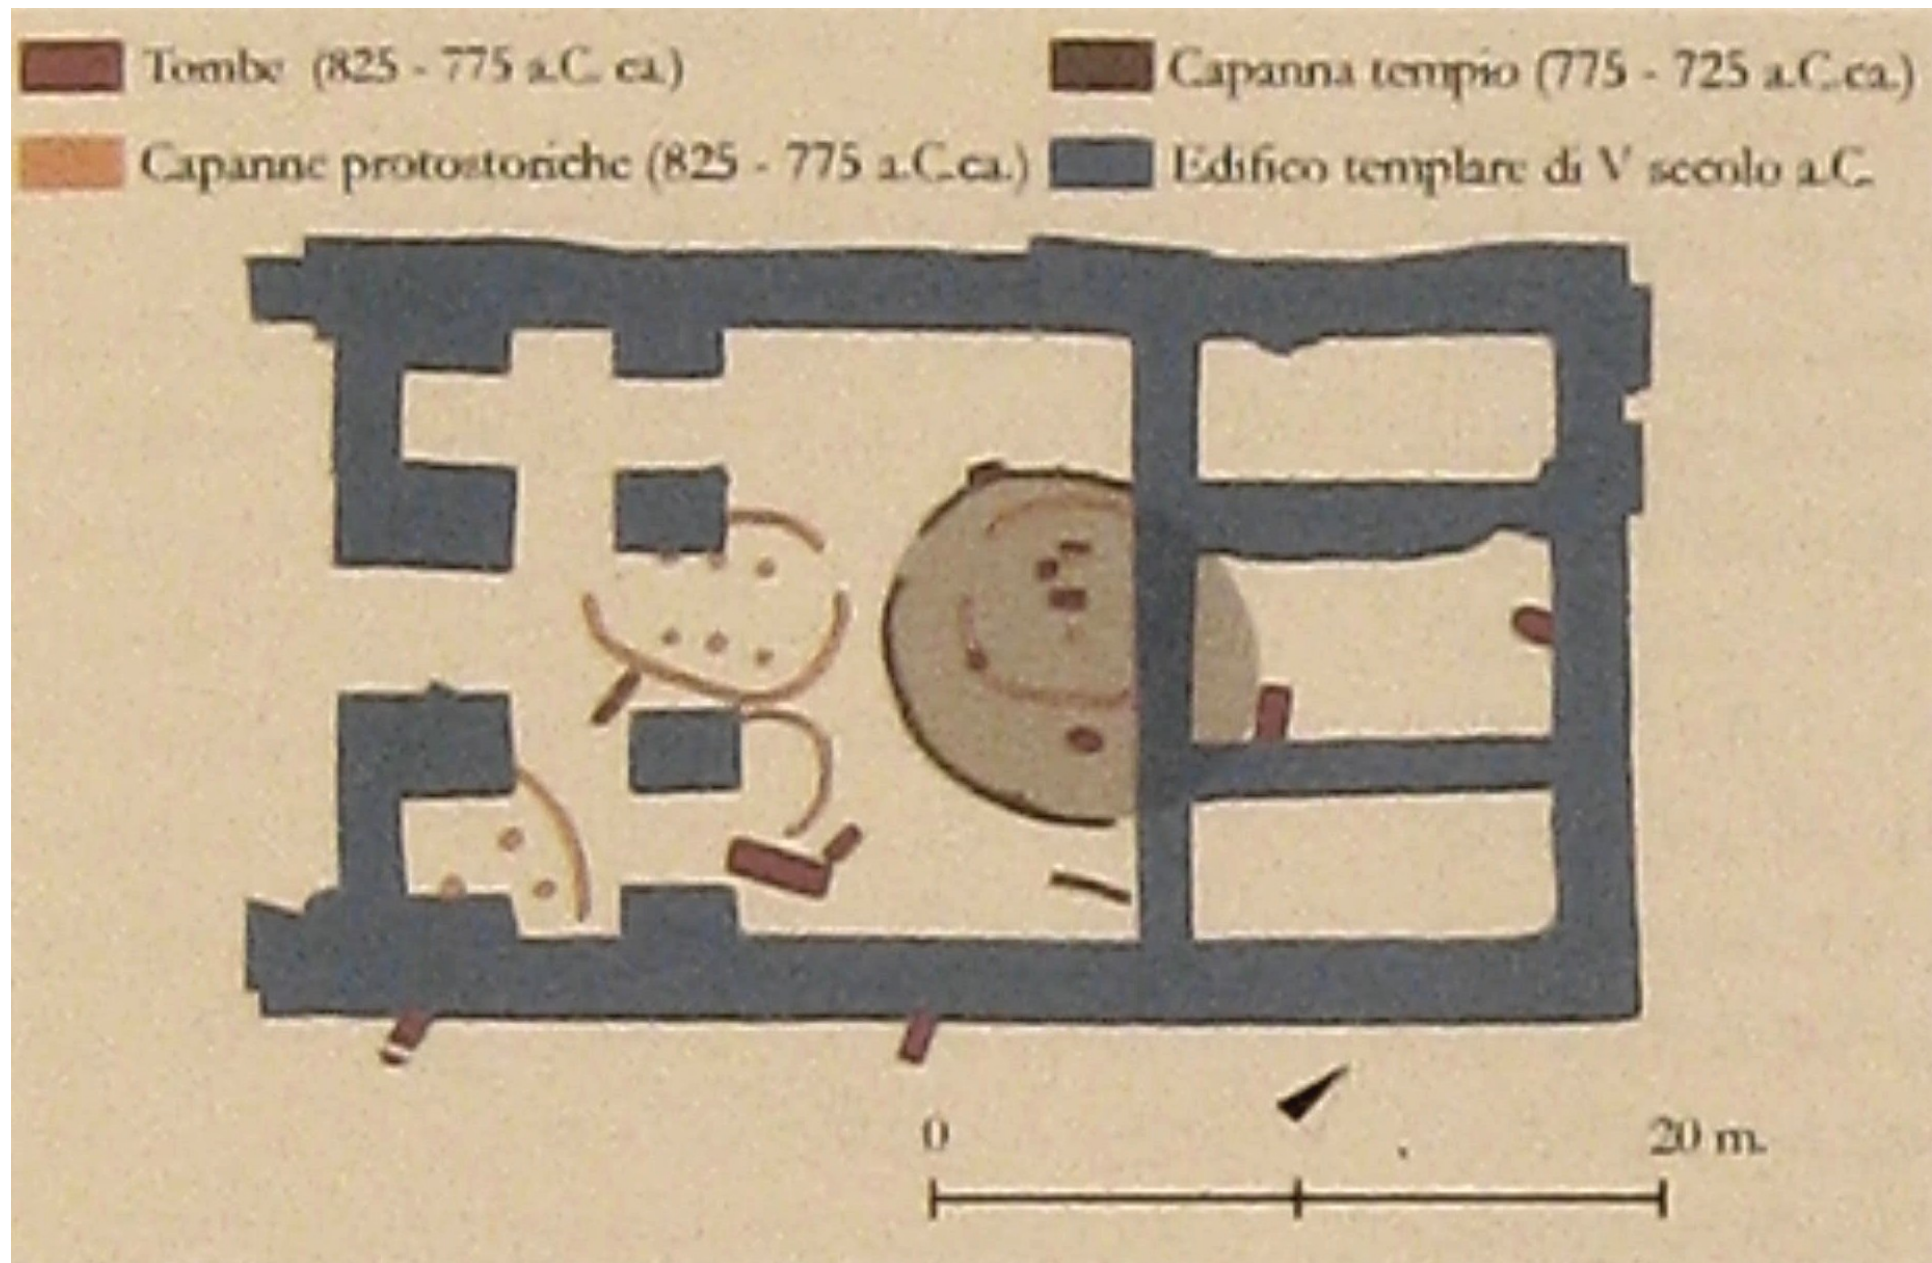 Tombe (825 - 775 a.C. ca.)
Capanne protostoriche (825 - 775 a.C.ca.)
Capanna tempio (775 - 725 a.C.ca.)
Edifico templare di V secolo a.C.
0 20 m.